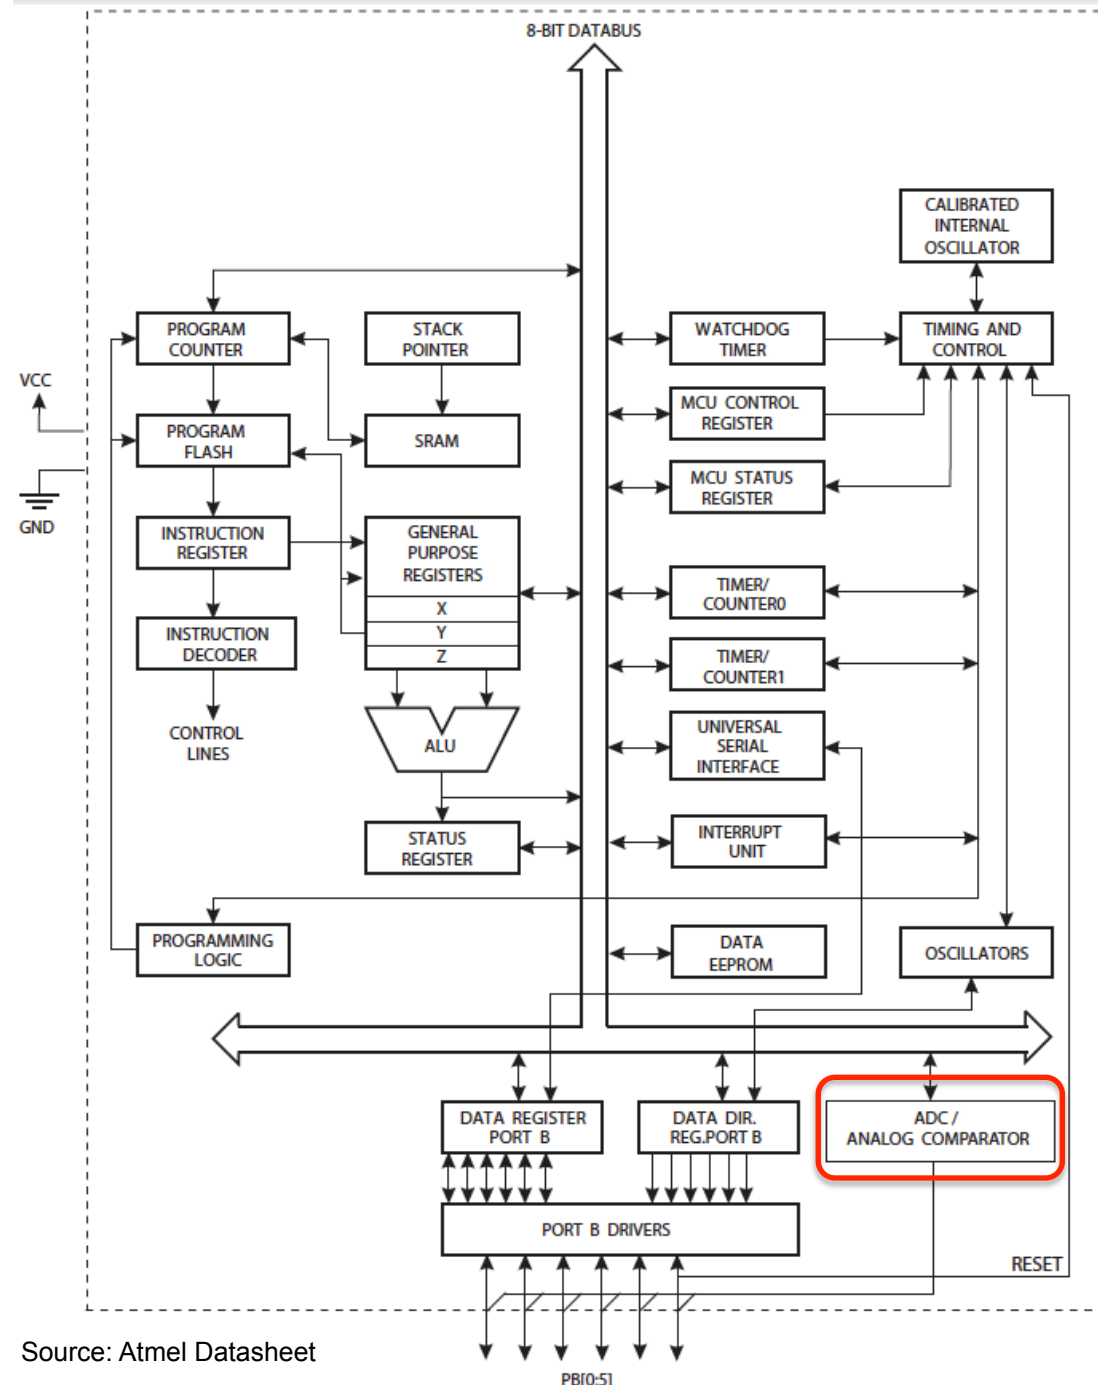 8-BIT DATABUS
CALIBRATED
INTERNAL
OSCILLATOR
PROGRAM
COUNTER
STACK
POINTER
WATCHDOG
TIMER
TIMING AND
CONTROL
VCC
PROGRAM
FLASH
SRAM
MCU CONTROL
REGISTER
MCU STATUS
REGISTER
GND
INSTRUCTION
REGISTER
GENERAL
PURPOSE
REGISTERS
X
Y
Z
TIMER/
COUNTER0
INSTRUCTION
DECODER
TIMER/
COUNTER1
CONTROL
LINES
ALU
UNIVERSAL
SERIAL
INTERFACE
STATUS
REGISTER
INTERRUPT
UNIT
PROGRAMMING
LOGIC
DATA
EEPROM
OSCILLATORS
DATA REGISTER
PORT B
DATA DIR.
REG.PORT B
ADC /
ANALOG COMPARATOR
PORT B DRIVERS
RESET
Source: Atmel Datasheet
PB[0:5]